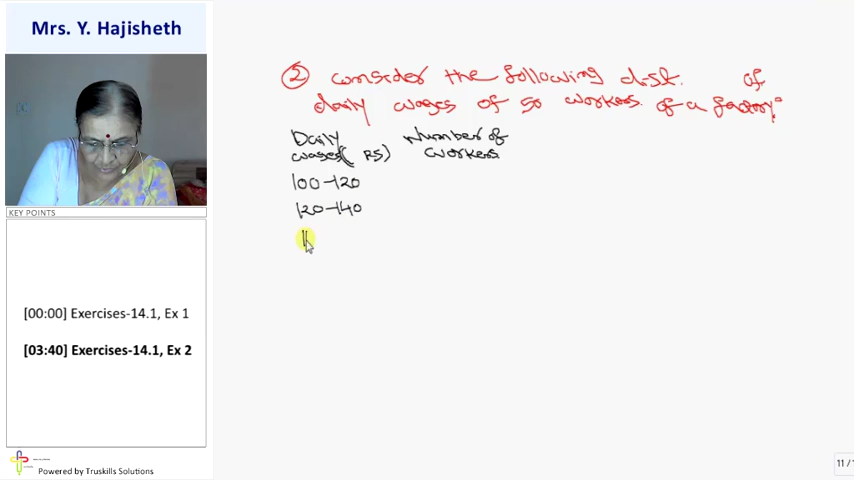 Mrs. Y. Hajisheth
KEY POINTS
[00:00] Exercises-14.1, Ex 1
[03:40] Exercises-14.1, Ex 2
Powered by Truskills Solutions
② consider the following dist. of
daily wages of 50 workers of a factory.
Daily Number of
wages( RS) workers
100-120
120-140
11/